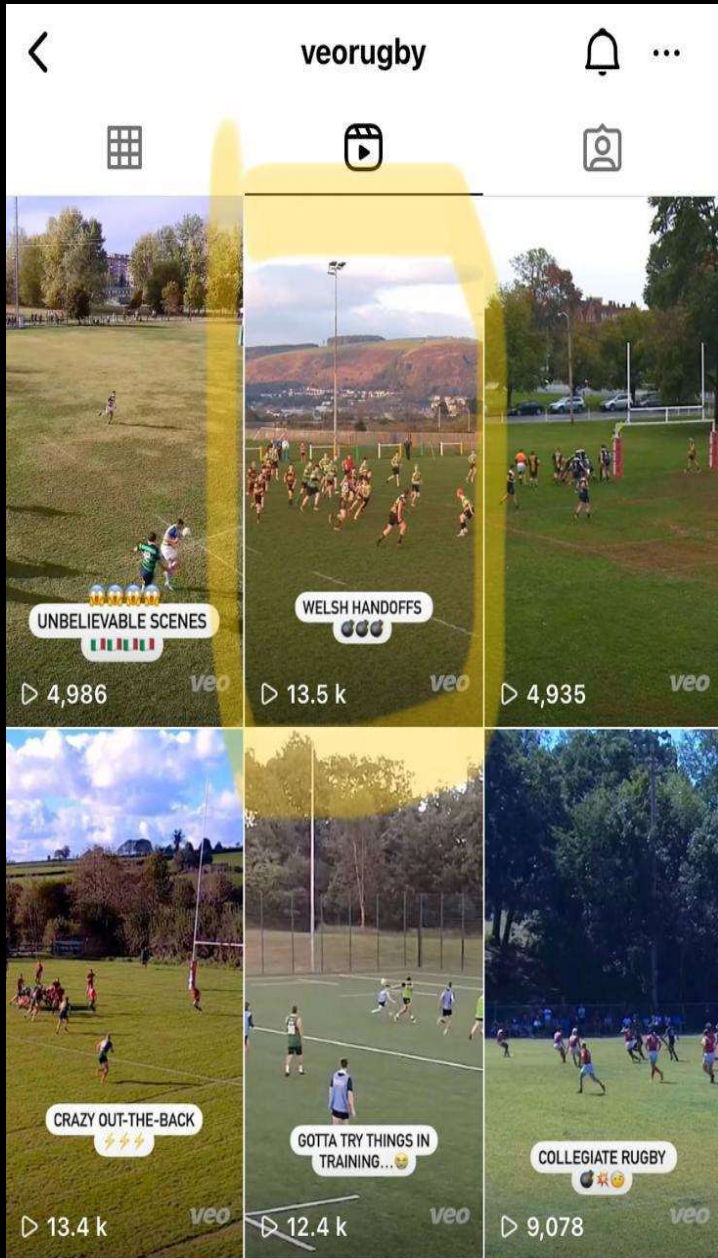 veorugby
😱😱😱😱
UNBELIEVABLE SCENES
🇮🇹🇮🇹🇮🇹🇮🇹
4,986
veo
WELSH HANDOFFS
💣💣💣
13.5 k
veo
4,935
veo
CRAZY OUT-THE-BACK
⚡⚡⚡
13.4 k
veo
GOTTA TRY THINGS IN
TRAINING...😭
12.4 k
veo
COLLEGIATE RUGBY
💣💥🫡
9,078
veo